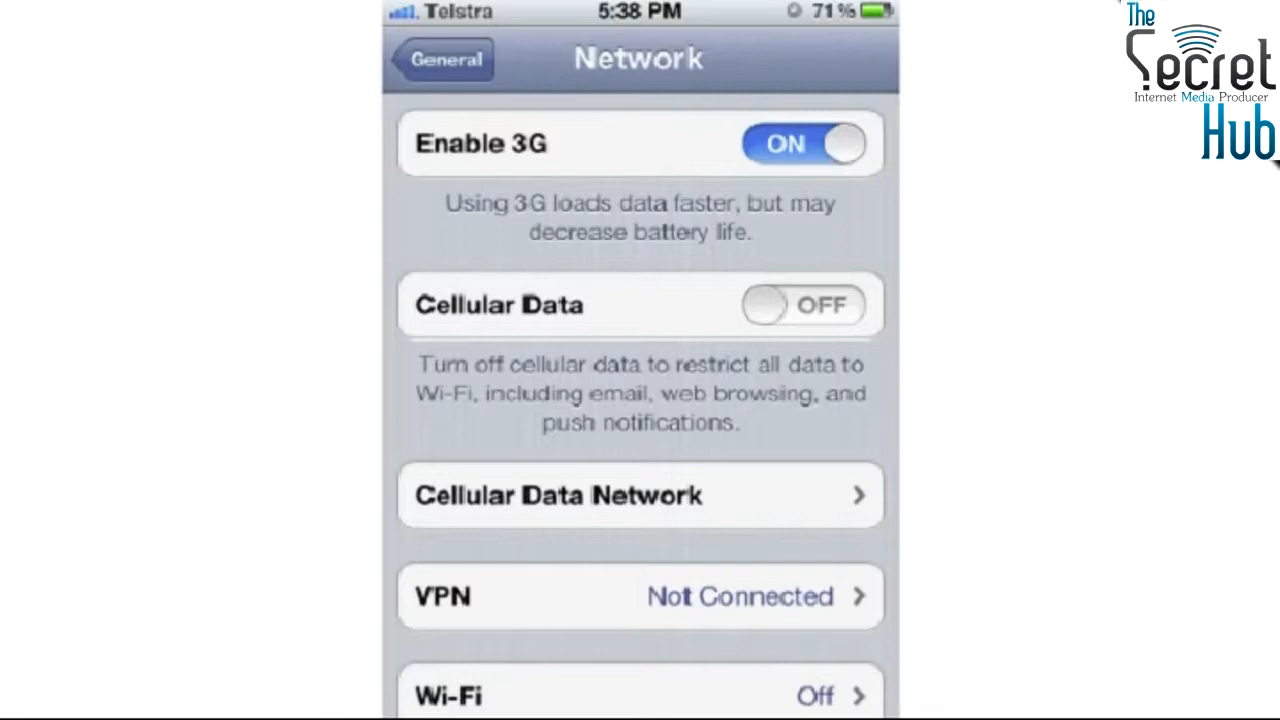 Telstra 5:38 PM 71%
General Network
Enable 3G ON
Using 3G loads data faster, but may
decrease battery life.
Cellular Data OFF
Turn off cellular data to restrict all data to
Wi-Fi, including email, web browsing, and
push notifications.
Cellular Data Network
VPN Not Connected
Wi-Fi Off
The
Secret
Internet Media Producer
Hub